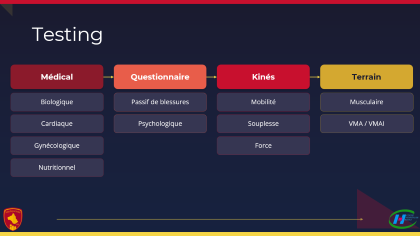 Testing
Médical
Biologique
Cardiaque
Gynécologique
Nutritionnel
Questionnaire
Passif de blessures
Psychologique
Kinés
Mobilité
Souplesse
Force
Terrain
Musculaire
VMA / VMAI